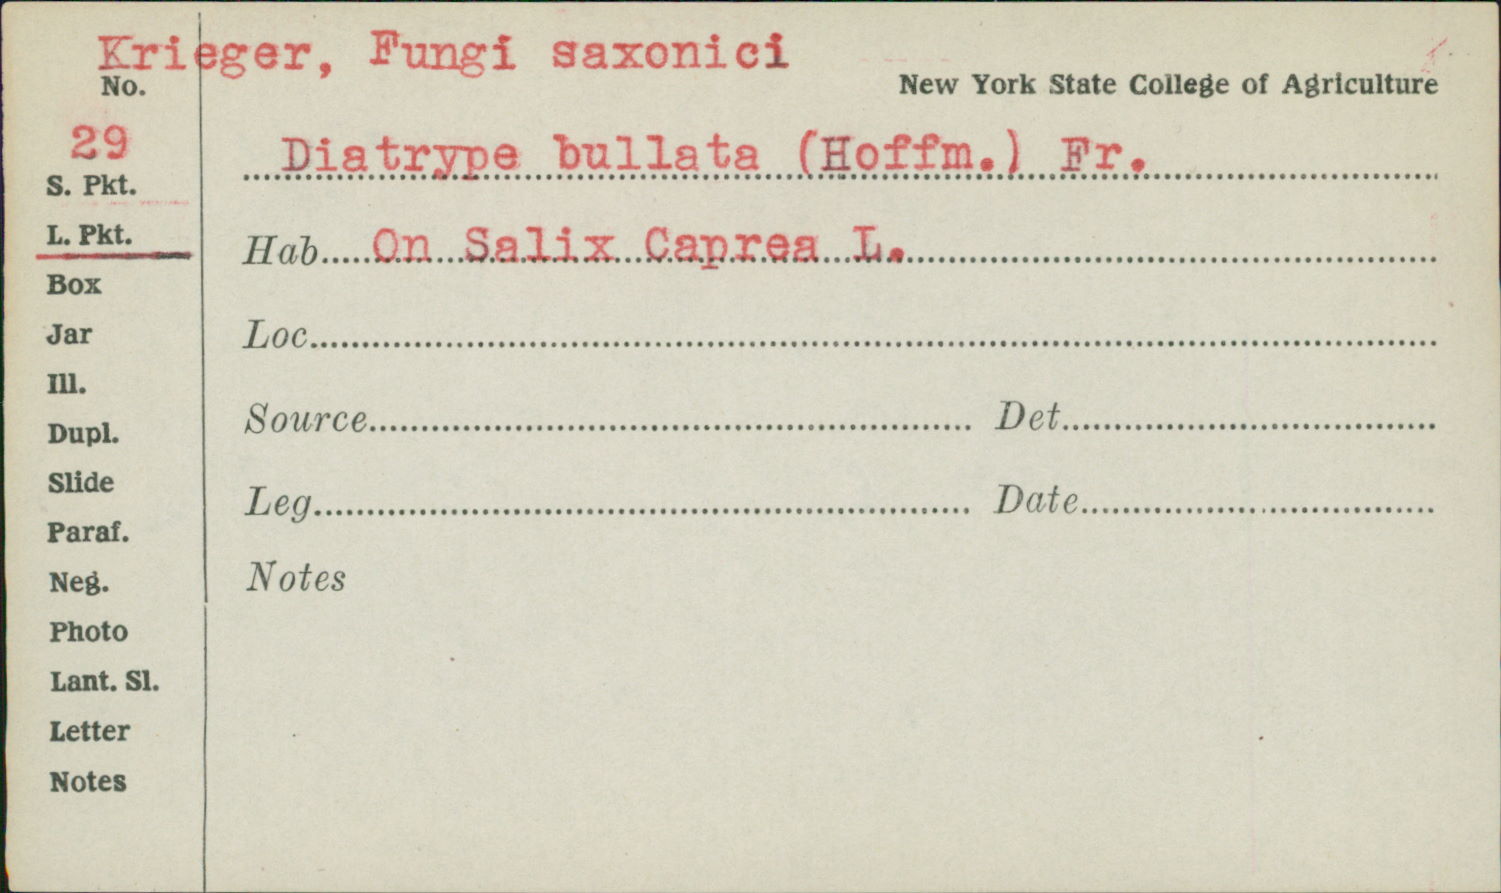 Krieger, Fungi saxonici
No.
New York State College of Agriculture
29
Diatrype bullata (Hoffm.) Fr.
S. Pkt.
L. Pkt.
Hab. On Salix Caprea L.
Box
Jar
Loc.
Ill.
Dupl.
Source
Det.
Slide
Leg.
Date
Paraf.
Neg.
Notes
Photo
Lant. Sl.
Letter
Notes